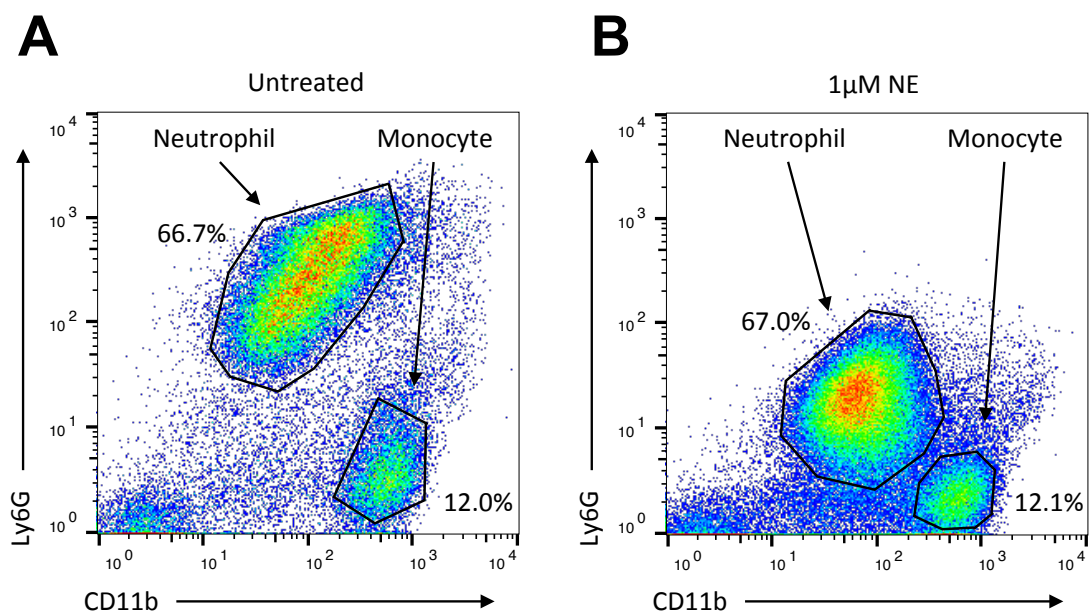 A
B
Untreated
1µM NE
Neutrophil
Monocyte
Neutrophil
Monocyte
66.7%
67.0%
12.0%
12.1%
10^4
10^3
10^2
10^1
10^0
10^4
10^3
10^2
10^1
10^0
Ly6G
Ly6G
10^0 10^1 10^2 10^3 10^4
10^0 10^1 10^2 10^3 10^4
CD11b
CD11b